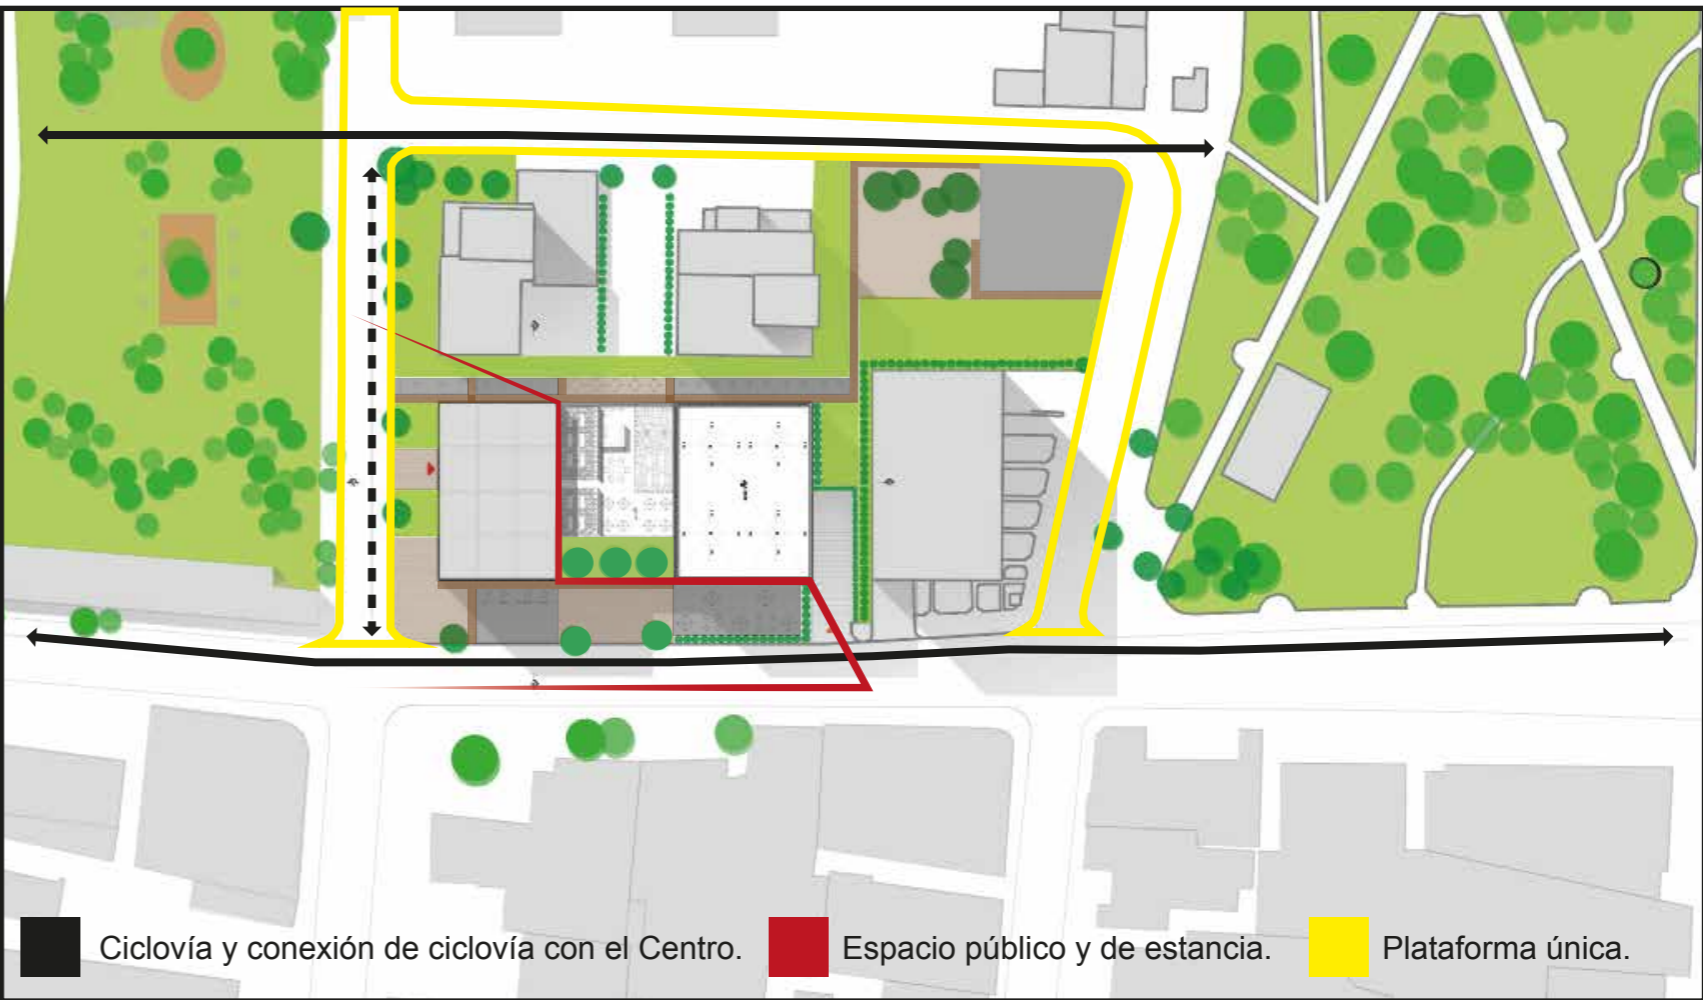 Ciclovía y conexión de ciclovía con el Centro.
Espacio público y de estancia.
Plataforma única.